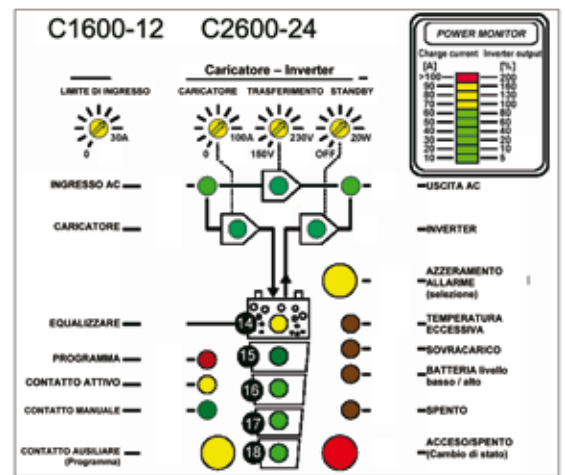 C1600-12 C2600-24
POWER MONITOR
Charge current Inverter output
[A] [%]
>100 200
90 160
80 130
70 100
60 80
50 60
40 40
30 20
20 10
10 5
Caricatore – Inverter
LIMITE DI INGRESSO CARICATORE TRASFERIMENTO STANDBY
0 30A
0 100A
150V 230V
OFF 20W
INGRESSO AC
USCITA AC
CARICATORE
INVERTER
AZZERAMENTO
ALLARME
(selezione)
EQUALIZZARE
14
TEMPERATURA
ECCESSIVA
PROGRAMMA
15
SOVRACARICO
CONTATTO ATTIVO
16
BATTERIA livello
basso / alto
CONTATTO MANUALE
17
SPENTO
CONTATTO AUSILIARE
(Programma)
18
ACCESO/SPENTO
(Cambio di stato)